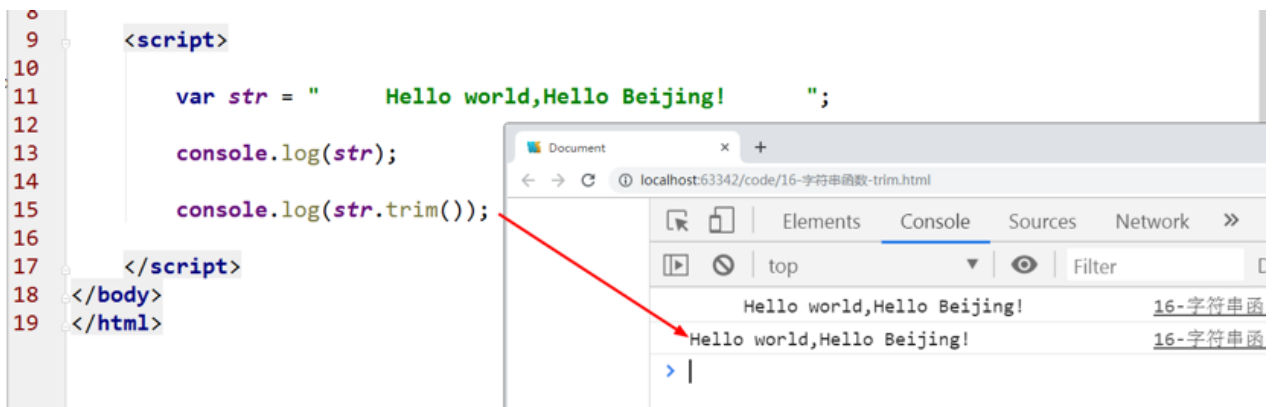 8
9 <script>
10
11 var str = "     Hello world,Hello Beijing!      ";
12
13 console.log(str);
14
15 console.log(str.trim());
16
17 </script>
18 </body>
19 </html>
Document × +
localhost:63342/code/16-字符串函数-trim.html
Elements Console Sources Network »
top Filter
Hello world,Hello Beijing! 16-字符串函
Hello world,Hello Beijing! 16-字符串函
>